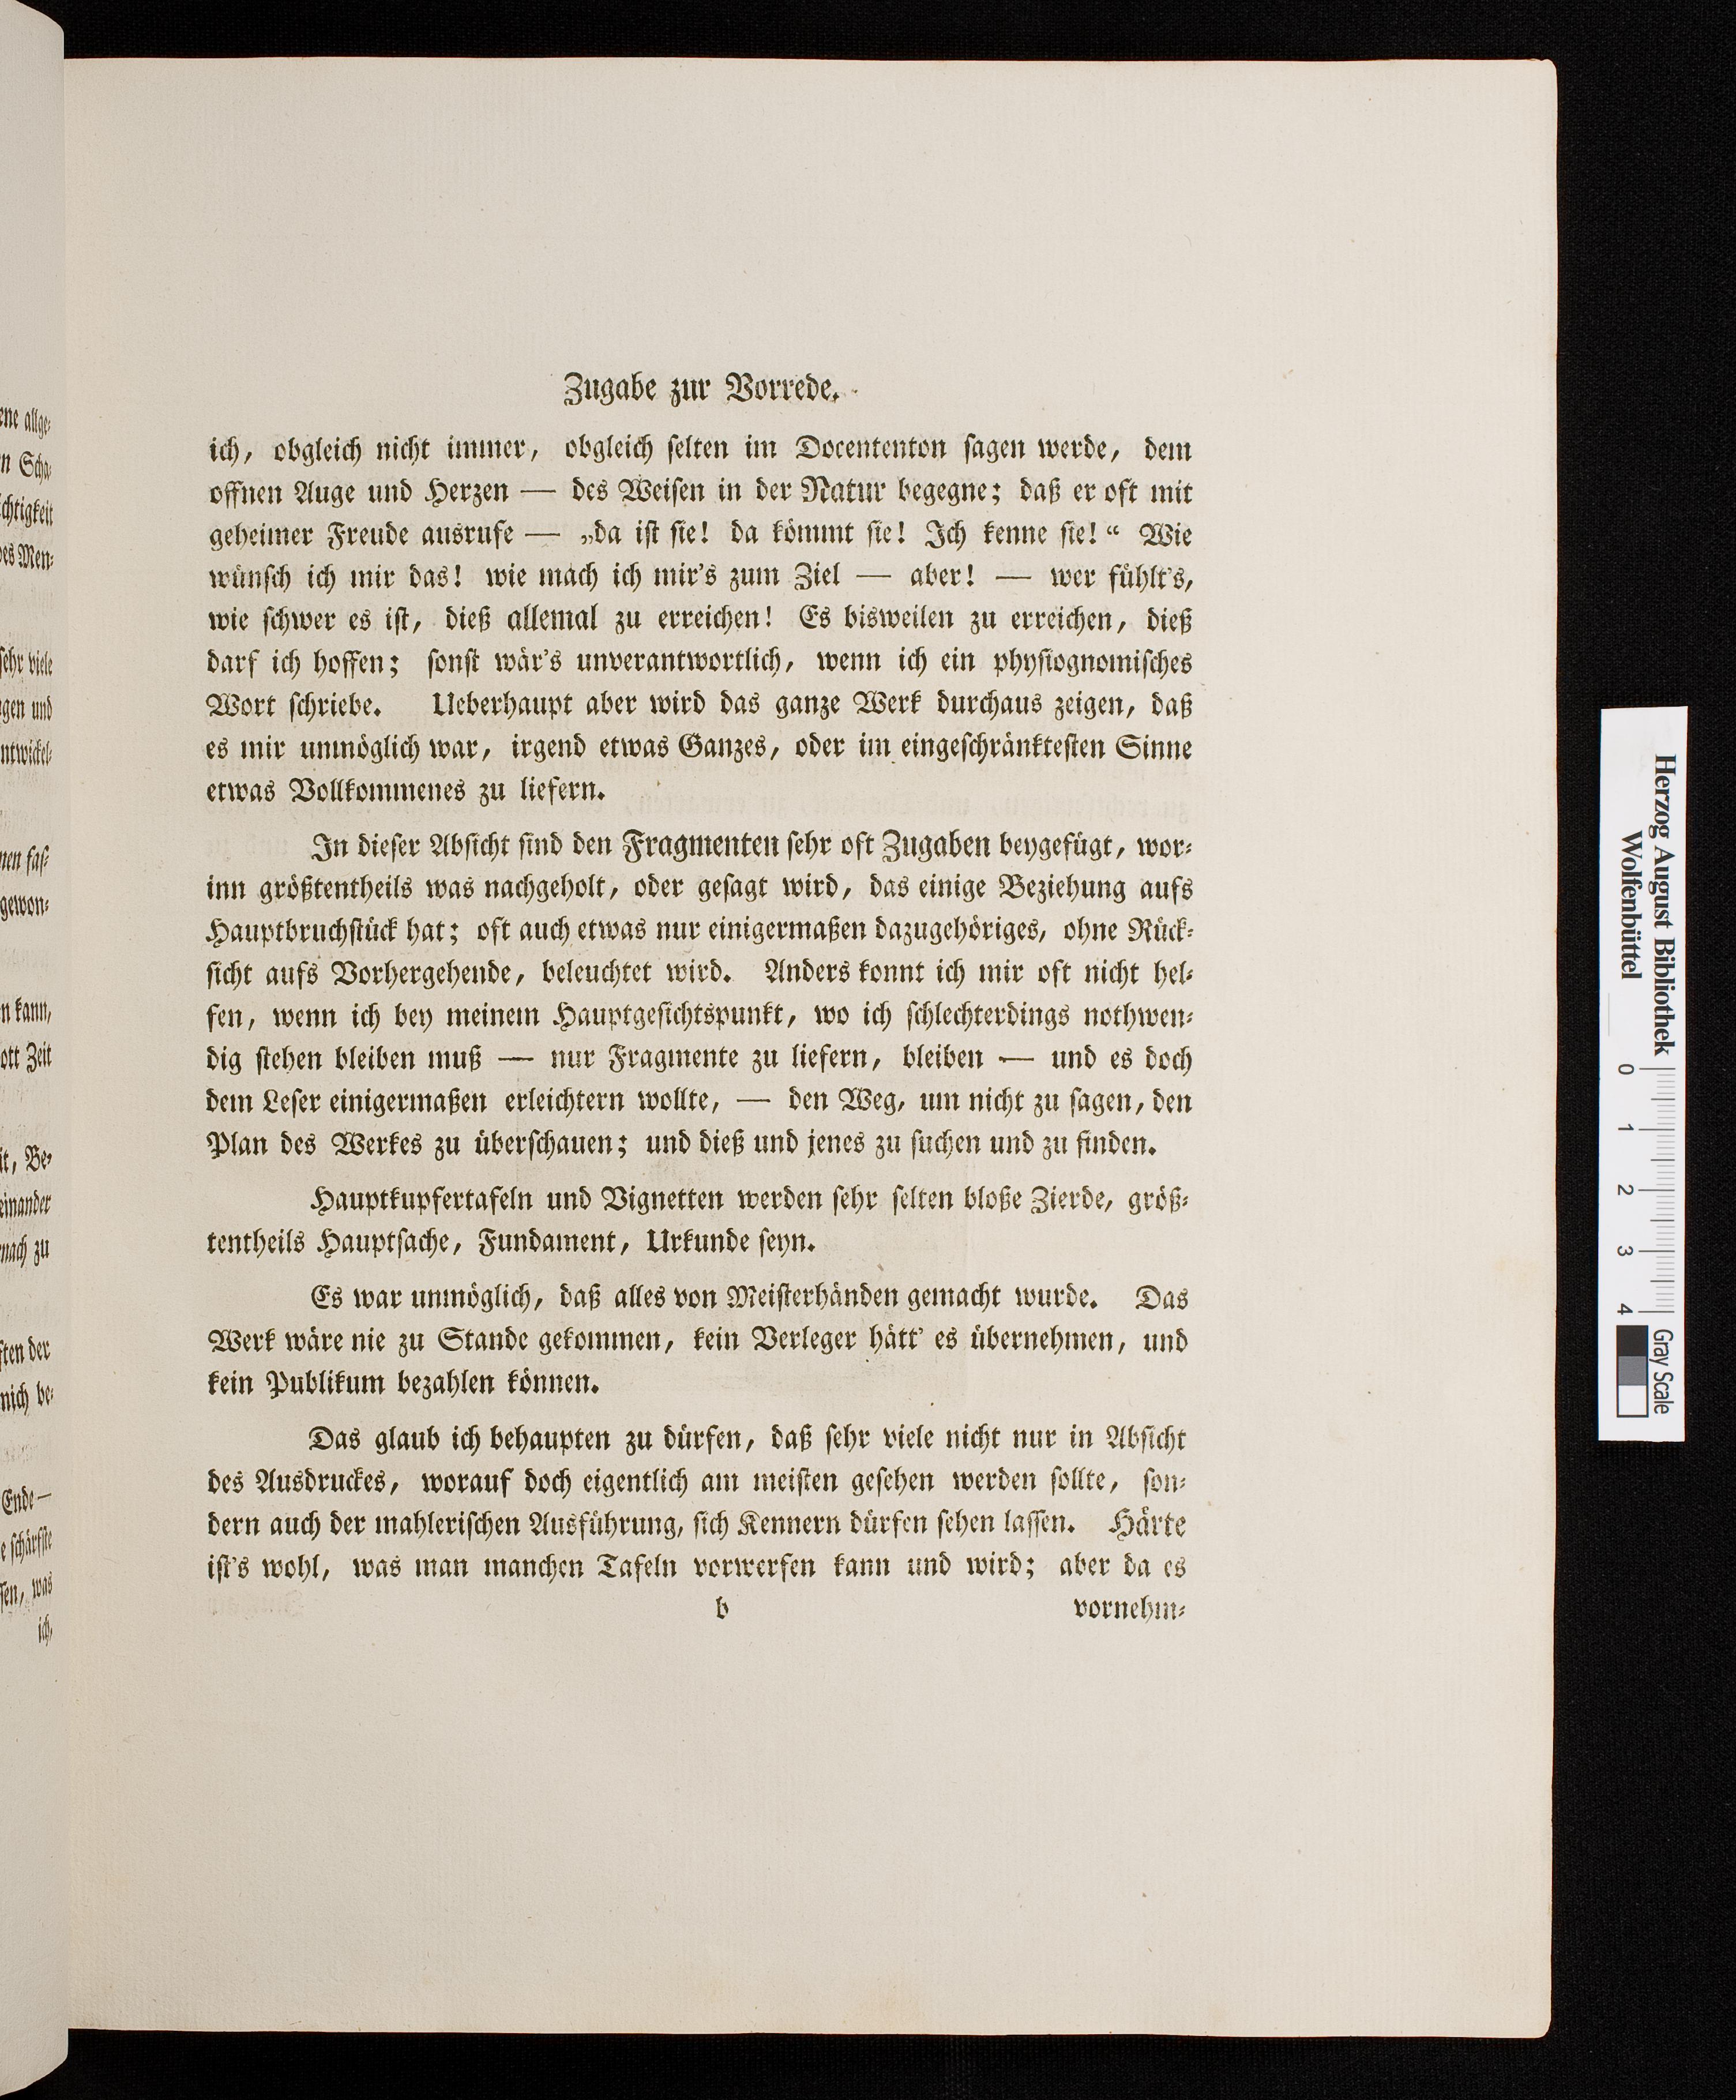 Zugabe zur Vorrede.
ich, obgleich nicht immer, obgleich ſelten im Docententon ſagen werde, dem
offnen Auge und Herzen — des Weiſen in der Natur begegne; daß er oft mit
geheimer Freude ausrufe — „da iſt ſie! da kömmt ſie! Ich kenne ſie!“ Wie
wünſch ich mir das! wie mach ich mir's zum Ziel — aber! — wer fühlt's,
wie ſchwer es iſt, dieß allemal zu erreichen! Es bisweilen zu erreichen, dieß
darf ich hoffen; ſonſt wär's unverantwortlich, wenn ich ein phyſiognomiſches
Wort ſchriebe. Ueberhaupt aber wird das ganze Werk durchaus zeigen, daß
es mir unmöglich war, irgend etwas Ganzes, oder im eingeſchränkteſten Sinne
etwas Vollkommenes zu liefern.
In dieſer Abſicht ſind den Fragmenten ſehr oft Zugaben beygefügt, wor-
inn größtentheils was nachgeholt, oder geſagt wird, das einige Beziehung aufs
Hauptbruchſtück hat; oft auch etwas nur einigermaßen dazugehöriges, ohne Rück-
ſicht aufs Vorhergehende, beleuchtet wird. Anders konnt ich mir oft nicht hel-
fen, wenn ich bey meinem Hauptgeſichtspunkt, wo ich ſchlechterdings nothwen-
dig ſtehen bleiben muß — nur Fragmente zu liefern, bleiben — und es doch
dem Leſer einigermaßen erleichtern wollte, — den Weg, um nicht zu ſagen, den
Plan des Werkes zu überſchauen; und dieß und jenes zu ſuchen und zu finden.
Hauptkupfertafeln und Vignetten werden ſehr ſelten bloße Zierde, größ-
tentheils Hauptſache, Fundament, Urkunde ſeyn.
Es war unmöglich, daß alles von Meiſterhänden gemacht wurde. Das
Werk wäre nie zu Stande gekommen, kein Verleger hätt' es übernehmen, und
kein Publikum bezahlen können.
Das glaub ich behaupten zu dürfen, daß ſehr viele nicht nur in Abſicht
des Ausdruckes, worauf doch eigentlich am meiſten geſehen werden ſollte, ſon-
dern auch der mahleriſchen Ausführung, ſich Kennern dürfen ſehen laſſen. Härte
iſt's wohl, was man manchen Tafeln vorwerfen kann und wird; aber da es
b vornehm-
Herzog August Bibliothek
Wolfenbüttel
0 1 2 3 4
Gray Scale